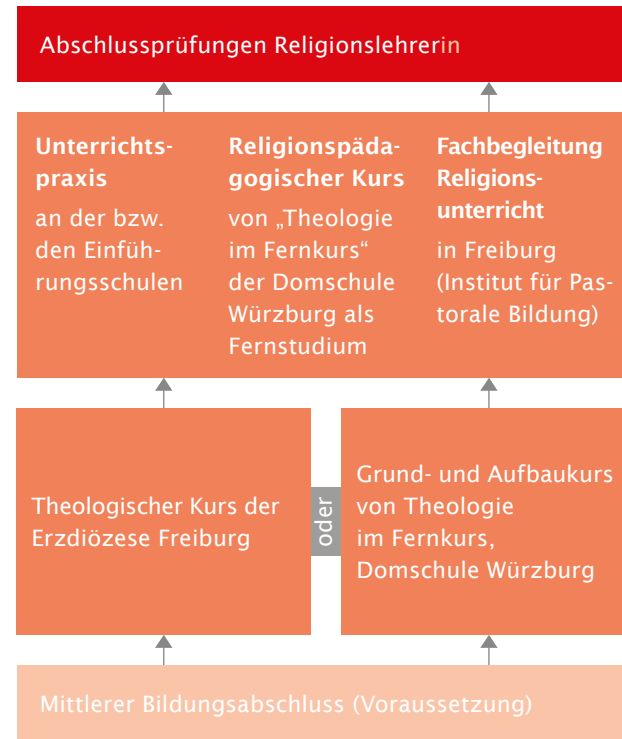 Abschlussprüfungen Religionslehrerin
Unterrichts-
praxis
an der bzw.
den Einfüh-
rungsschulen
Religionspäda-
gogischer Kurs
von „Theologie
im Fernkurs“
der Domschule
Würzburg als
Fernstudium
Fachbegleitung
Religions-
unterricht
in Freiburg
(Institut für Pas-
torale Bildung)
Theologischer Kurs der
Erzdiözese Freiburg
oder
Grund- und Aufbaukurs
von Theologie
im Fernkurs,
Domschule Würzburg
Mittlerer Bildungsabschluss (Voraussetzung)